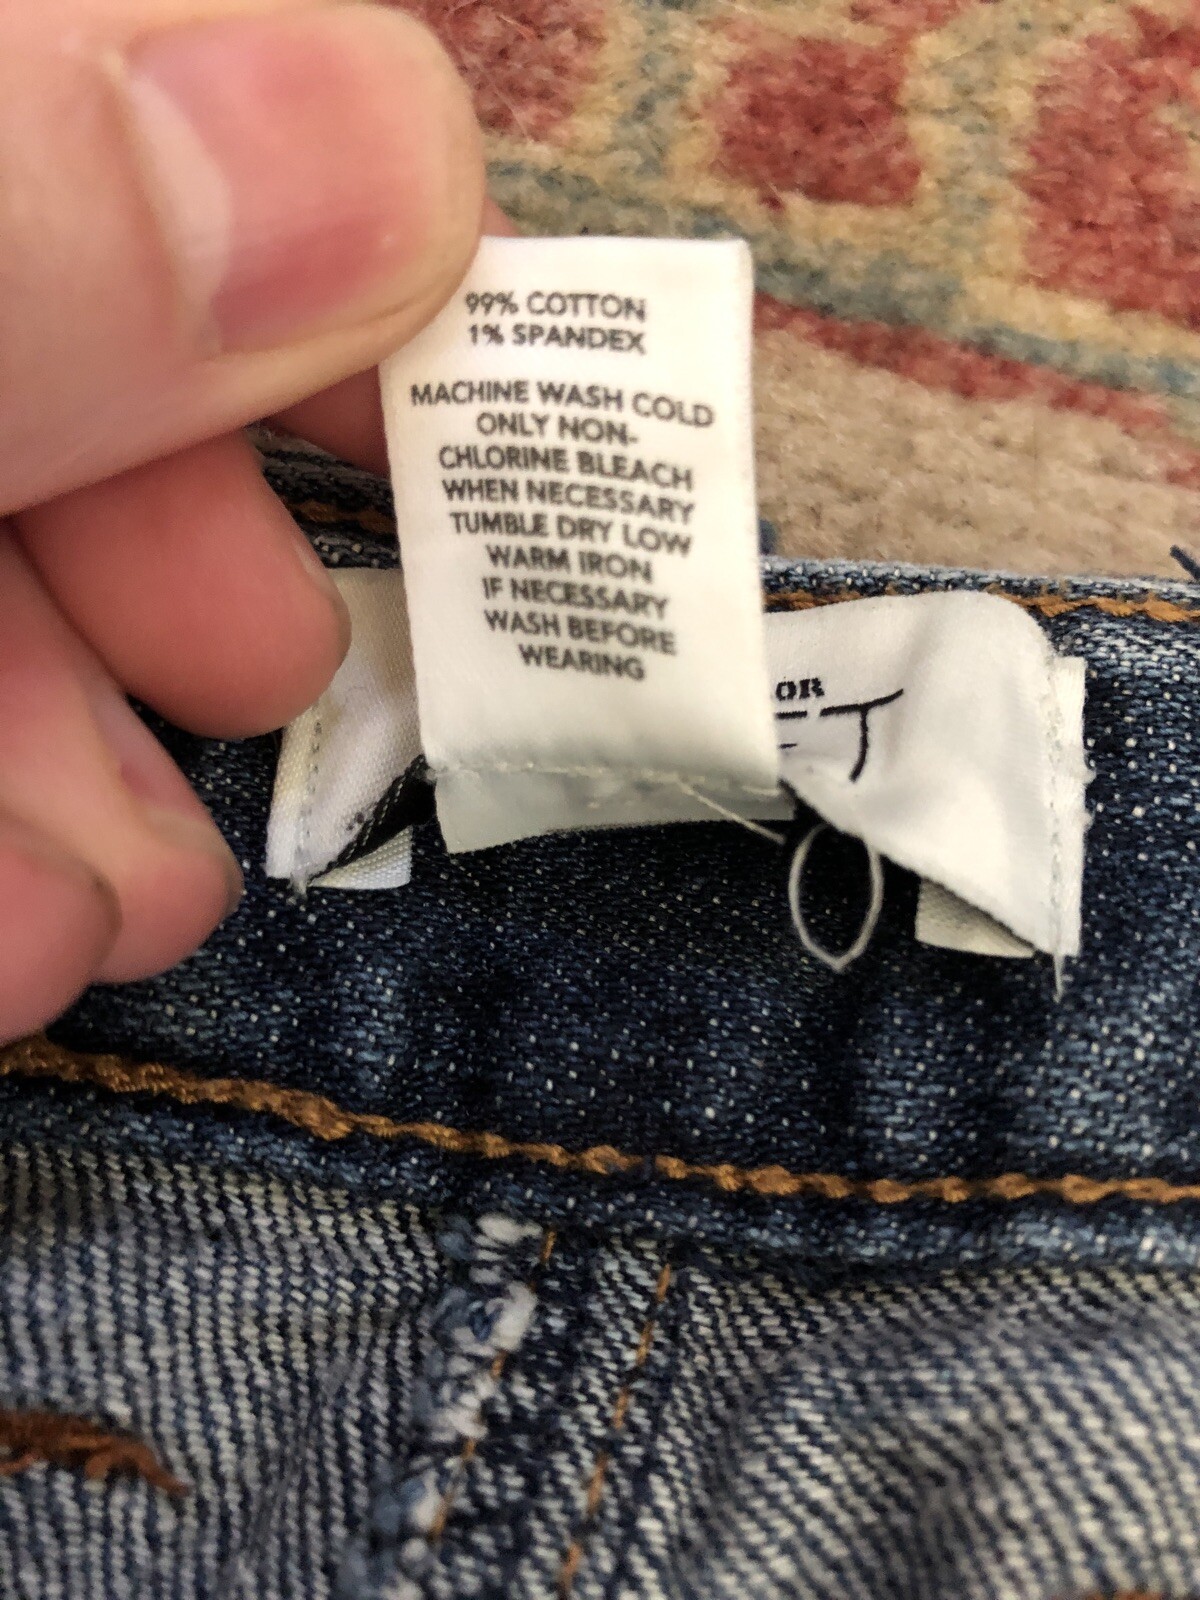 99% COTTON
1% SPANDEX
MACHINE WASH COLD
ONLY NON-
CHLORINE BLEACH
WHEN NECESSARY
TUMBLE DRY LOW
WARM IRON
IF NECESSARY
WASH BEFORE
WEARING